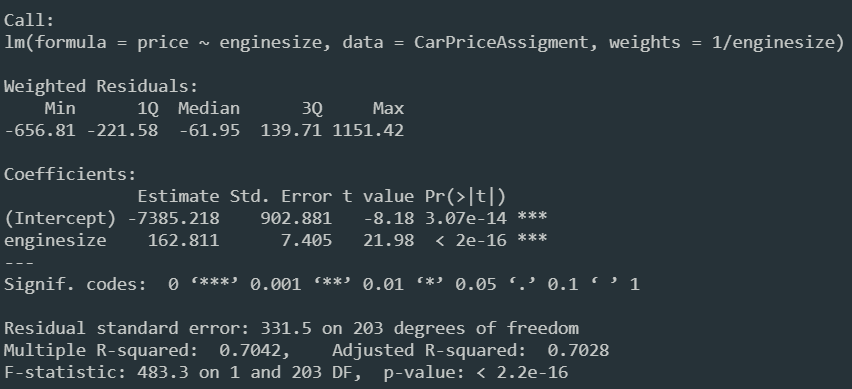 Call:
lm(formula = price ~ enginesize, data = CarPriceAssigment, weights = 1/enginesize)
Weighted Residuals:
    Min      1Q  Median      3Q     Max
-656.81 -221.58  -61.95  139.71 1151.42
Coefficients:
             Estimate Std. Error t value Pr(>|t|)
(Intercept) -7385.218    902.881   -8.18 3.07e-14 ***
enginesize    162.811      7.405   21.98  < 2e-16 ***
---
Signif. codes:  0 ‘***’ 0.001 ‘**’ 0.01 ‘*’ 0.05 ‘.’ 0.1 ‘ ’ 1
Residual standard error: 331.5 on 203 degrees of freedom
Multiple R-squared:  0.7042,    Adjusted R-squared:  0.7028
F-statistic: 483.3 on 1 and 203 DF,  p-value: < 2.2e-16